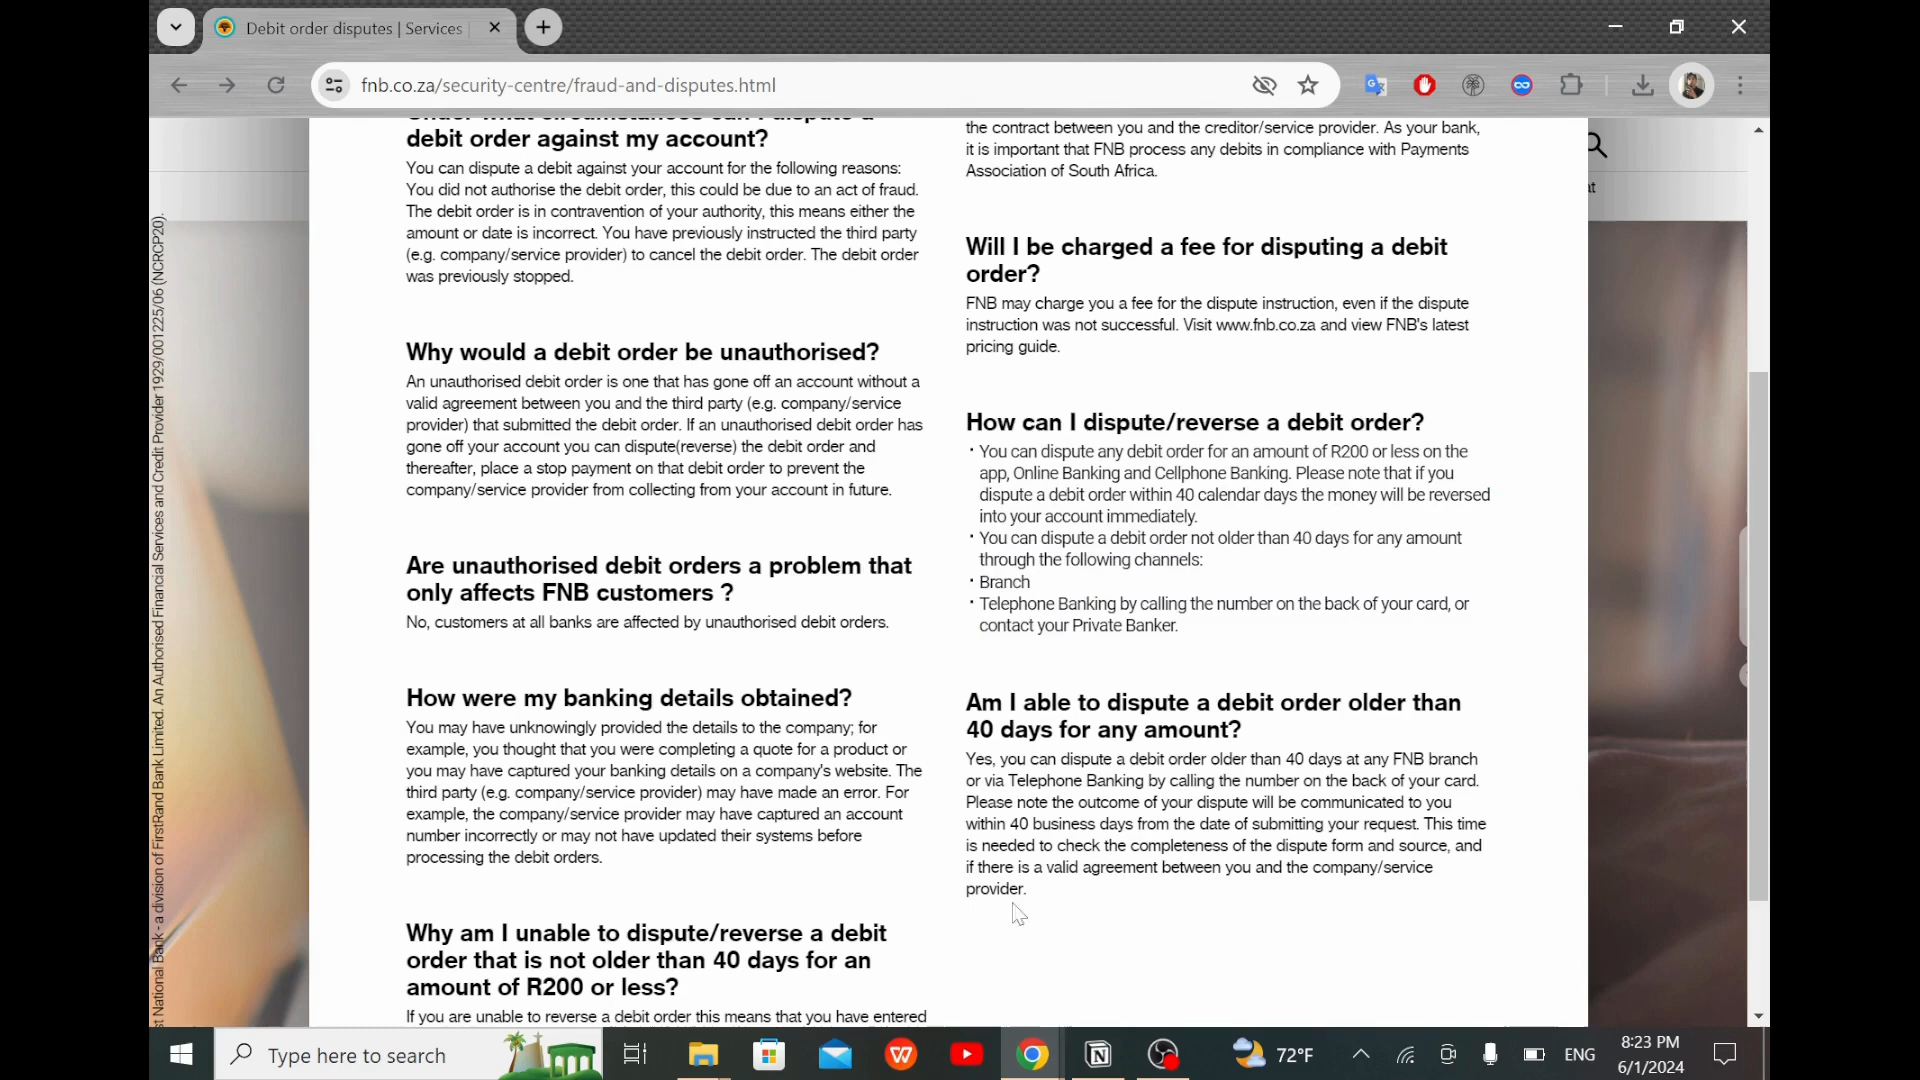 Debit order disputes | Services
fnb.co.za/security-centre/fraud-and-disputes.html
debit order against my account?
You can dispute a debit against your account for the following reasons:
You did not authorise the debit order, this could be due to an act of fraud.
The debit order is in contravention of your authority, this means either the
amount or date is incorrect. You have previously instructed the third party
(e.g. company/service provider) to cancel the debit order. The debit order
was previously stopped.
Why would a debit order be unauthorised?
An unauthorised debit order is one that has gone off an account without a
valid agreement between you and the third party (e.g. company/service
provider) that submitted the debit order. If an unauthorised debit order has
gone off your account you can dispute(reverse) the debit order and
thereafter, place a stop payment on that debit order to prevent the
company/service provider from collecting from your account in future.
Are unauthorised debit orders a problem that
only affects FNB customers ?
No, customers at all banks are affected by unauthorised debit orders.
How were my banking details obtained?
You may have unknowingly provided the details to the company; for
example, you thought that you were completing a quote for a product or
you may have captured your banking details on a company's website. The
third party (e.g. company/service provider) may have made an error. For
example, the company/service provider may have captured an account
number incorrectly or may not have updated their systems before
processing the debit orders.
Why am I unable to dispute/reverse a debit
order that is not older than 40 days for an
amount of R200 or less?
If you are unable to reverse a debit order this means that you have entered
the contract between you and the creditor/service provider. As your bank,
it is important that FNB process any debits in compliance with Payments
Association of South Africa.
Will I be charged a fee for disputing a debit
order?
FNB may charge you a fee for the dispute instruction, even if the dispute
instruction was not successful. Visit www.fnb.co.za and view FNB's latest
pricing guide.
How can I dispute/reverse a debit order?
· You can dispute any debit order for an amount of R200 or less on the
app, Online Banking and Cellphone Banking. Please note that if you
dispute a debit order within 40 calendar days the money will be reversed
into your account immediately.
· You can dispute a debit order not older than 40 days for any amount
through the following channels:
· Branch
· Telephone Banking by calling the number on the back of your card, or
contact your Private Banker.
Am I able to dispute a debit order older than
40 days for any amount?
Yes, you can dispute a debit order older than 40 days at any FNB branch
or via Telephone Banking by calling the number on the back of your card.
Please note the outcome of your dispute will be communicated to you
within 40 business days from the date of submitting your request. This time
is needed to check the completeness of the dispute form and source, and
if there is a valid agreement between you and the company/service
provider.
National Bank - a division of FirstRand Bank Limited. An Authorised Financial Services and Credit Provider 1929/001225/06 (NCRCP20).
Type here to search
72°F
ENG
8:23 PM
6/1/2024